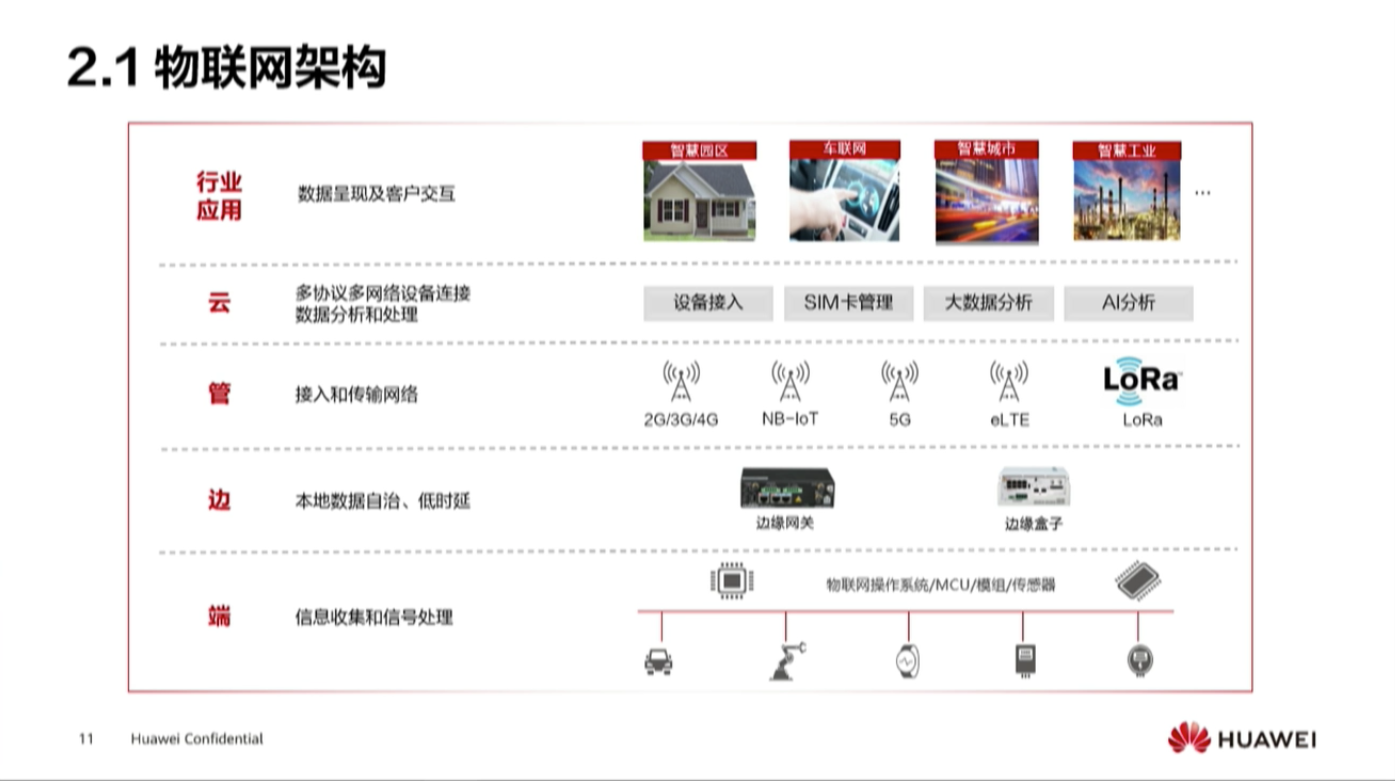 2.1 物联网架构
行业
应用
数据呈现及客户交互
智慧园区
车联网
智慧城市
智慧工业
...
云
多协议多网络设备连接
数据分析和处理
设备接入
SIM卡管理
大数据分析
AI分析
管
接入和传输网络
2G/3G/4G
NB-IoT
5G
eLTE
LoRa™
LoRa
边
本地数据自治、低时延
边缘网关
边缘盒子
端
信息收集和信号处理
物联网操作系统/MCU/模组/传感器
11
Huawei Confidential
HUAWEI